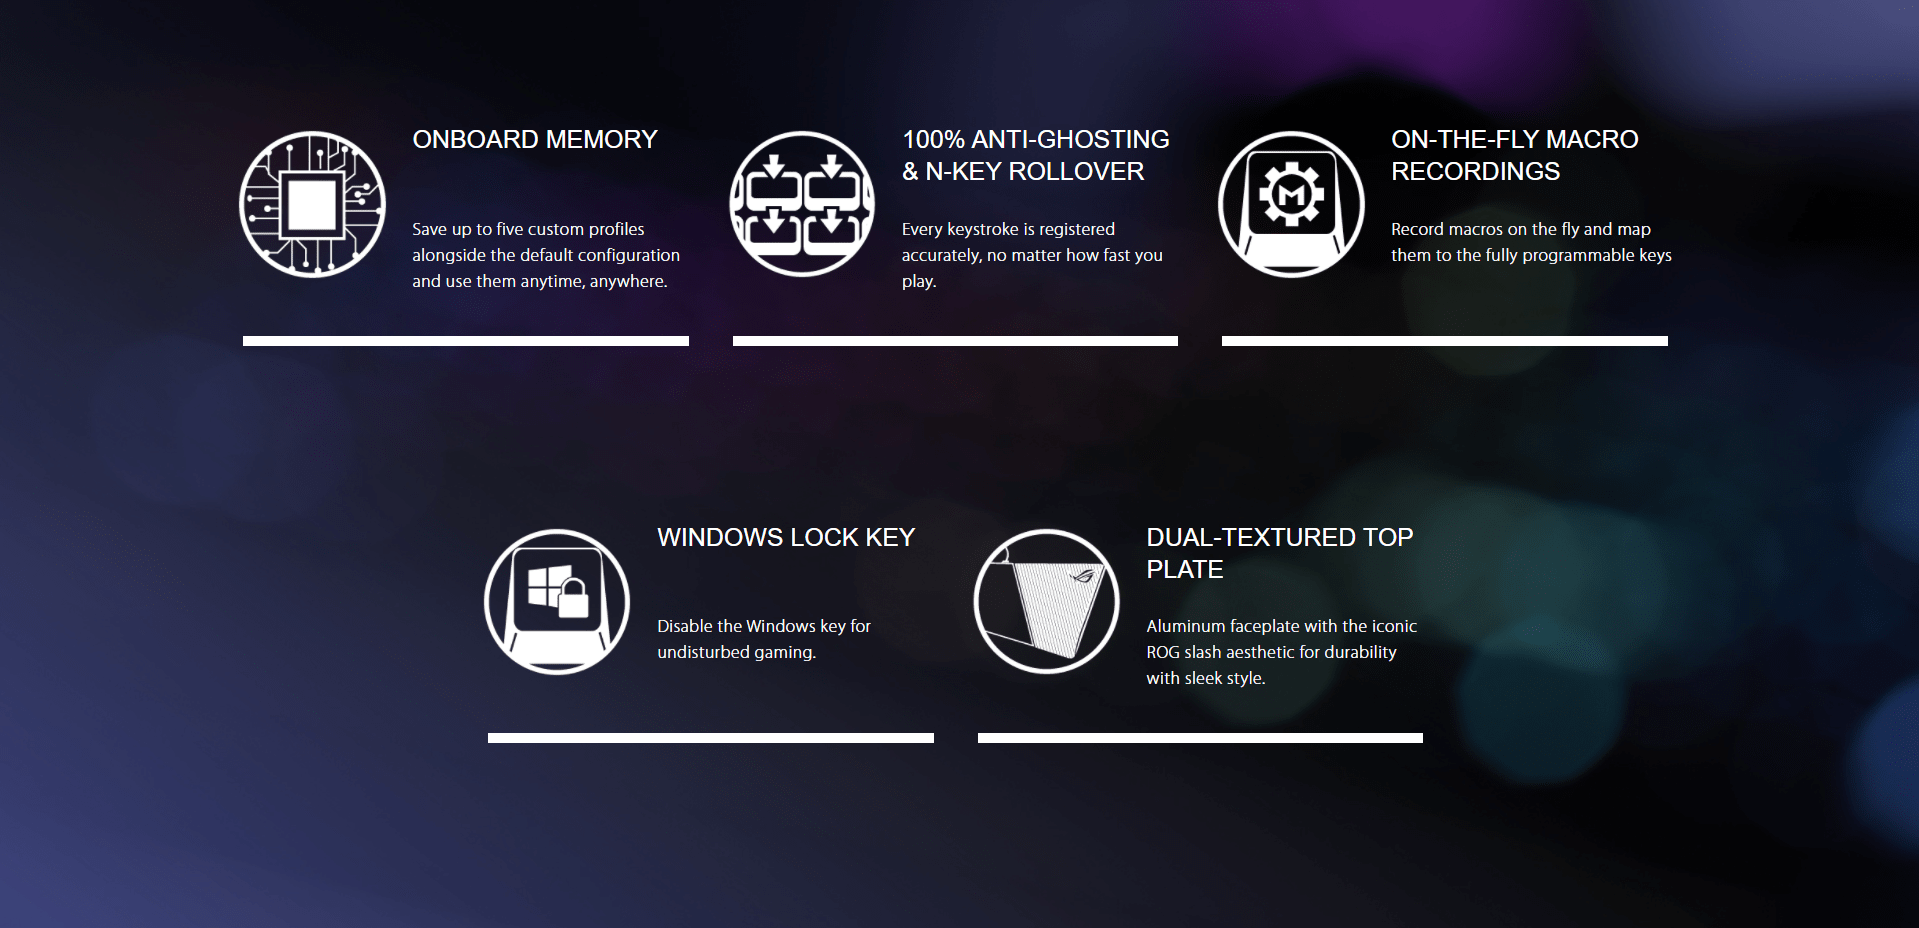 ONBOARD MEMORY
Save up to five custom profiles
alongside the default configuration
and use them anytime, anywhere.
100% ANTI-GHOSTING
& N-KEY ROLLOVER
Every keystroke is registered
accurately, no matter how fast you
play.
M
ON-THE-FLY MACRO
RECORDINGS
Record macros on the fly and map
them to the fully programmable keys
WINDOWS LOCK KEY
Disable the Windows key for
undisturbed gaming.
DUAL-TEXTURED TOP
PLATE
Aluminum faceplate with the iconic
ROG slash aesthetic for durability
with sleek style.